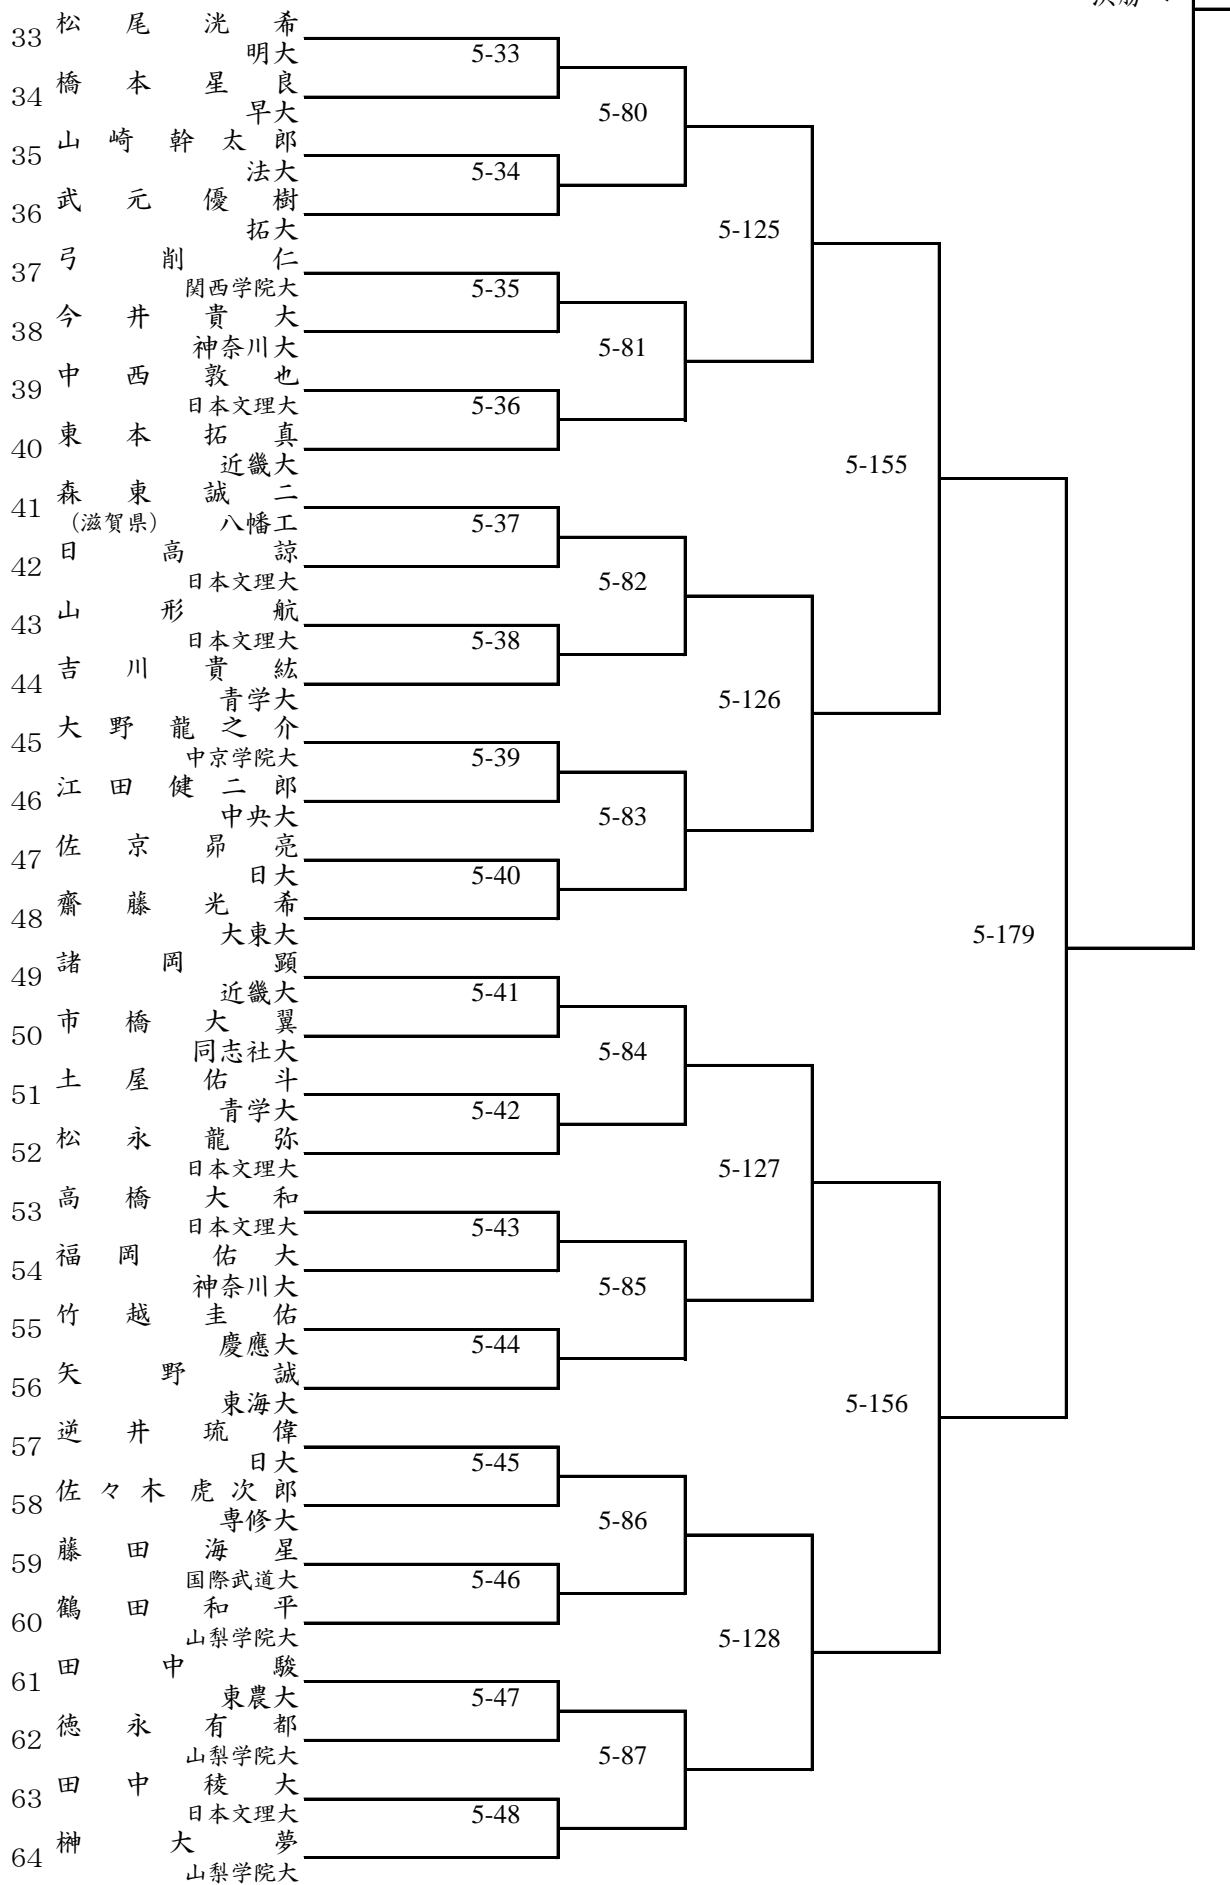 33 松尾洸希
明大
5-33
34 橋本星良
早大
5-80
35 山崎幹太郎
法大
5-34
36 武元優樹
拓大
5-125
37 弓削仁
関西学院大
5-35
38 今井貴大
神奈川大
5-81
39 中西敦也
日本文理大
5-36
40 東本拓真
近畿大
5-155
41 森東誠二
(滋賀県) 八幡工
5-37
42 日高諒
日本文理大
5-82
43 山形航
日本文理大
5-38
44 吉川貴紘
青学大
5-126
45 大野龍之介
中京学院大
5-39
46 江田健二郎
中央大
5-83
47 佐京昴亮
日大
5-40
48 齋藤光希
大東大
5-179
49 諸岡顕
近畿大
5-41
50 市橋大翼
同志社大
5-84
51 土屋佑斗
青学大
5-42
52 松永龍弥
日本文理大
5-127
53 高橋大和
日本文理大
5-43
54 福岡佑大
神奈川大
5-85
55 竹越圭佑
慶應大
5-44
56 矢野誠
東海大
5-156
57 逆井琉偉
日大
5-45
58 佐々木虎次郎
専修大
5-86
59 藤田海星
国際武道大
5-46
60 鶴田和平
山梨学院大
5-128
61 田中駿
東農大
5-47
62 徳永有都
山梨学院大
5-87
63 田中稜大
日本文理大
5-48
64 榊大夢
山梨学院大